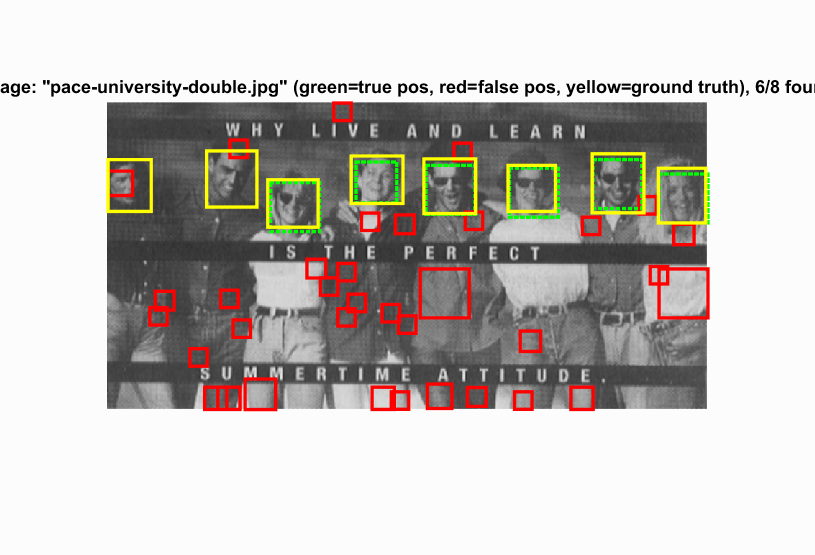 age: "pace-university-double.jpg" (green=true pos, red=false pos, yellow=ground truth), 6/8 four
WHY LIVE AND LEARN
IS THE PERFECT
SUMMERTIME ATTITUDE.